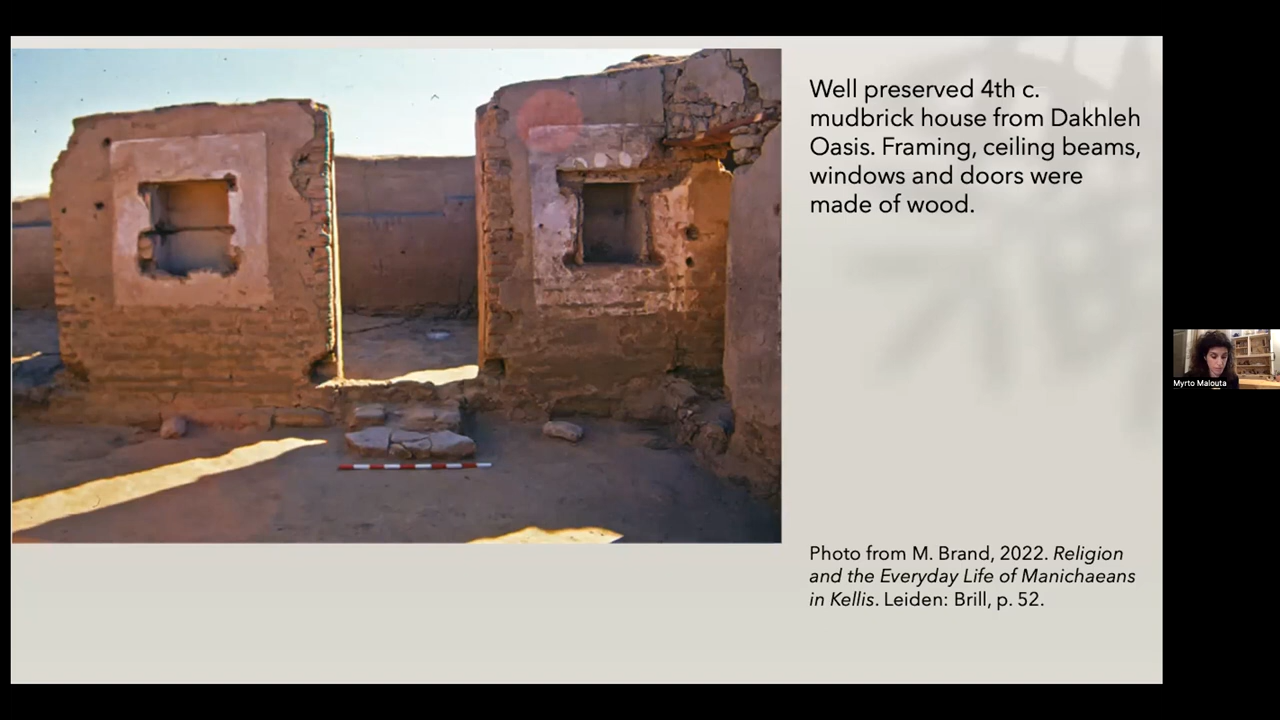 Well preserved 4th c.
mudbrick house from Dakhleh
Oasis. Framing, ceiling beams,
windows and doors were
made of wood.
Photo from M. Brand, 2022. Religion
and the Everyday Life of Manichaeans
in Kellis. Leiden: Brill, p. 52.
Myrto Malouta